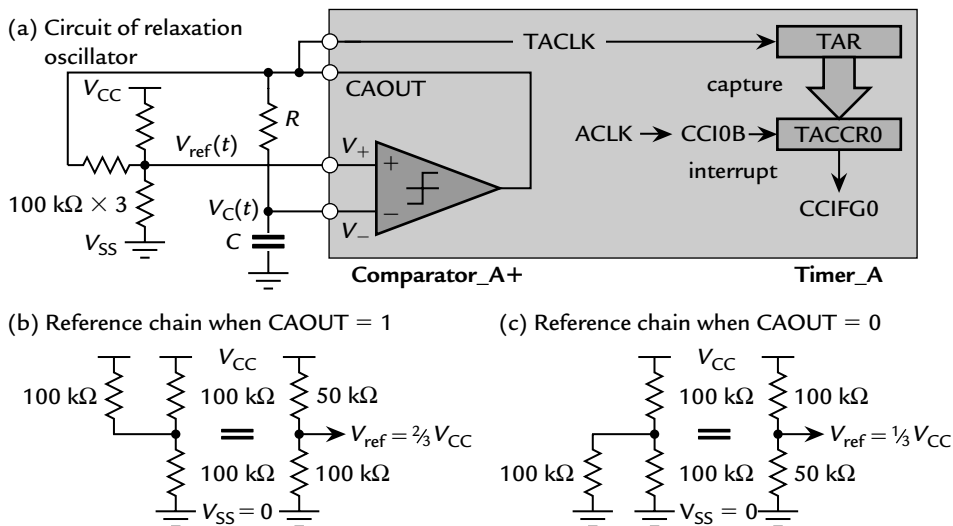 (a) Circuit of relaxation
oscillator
TACLK
TAR
V_CC
CAOUT
capture
R
ACLK
CCI0B
TACCR0
V_ref(t)
V_+
+
interrupt
100 kΩ × 3
V_C(t)
−
CCIFG0
V_SS
C
V_−
Comparator_A+
Timer_A
(b) Reference chain when CAOUT = 1
(c) Reference chain when CAOUT = 0
V_CC
V_CC
100 kΩ
100 kΩ
50 kΩ
100 kΩ
100 kΩ
=
V_ref = ⅔ V_CC
=
V_ref = ⅓ V_CC
100 kΩ
100 kΩ
100 kΩ
100 kΩ
50 kΩ
V_SS = 0
V_SS = 0